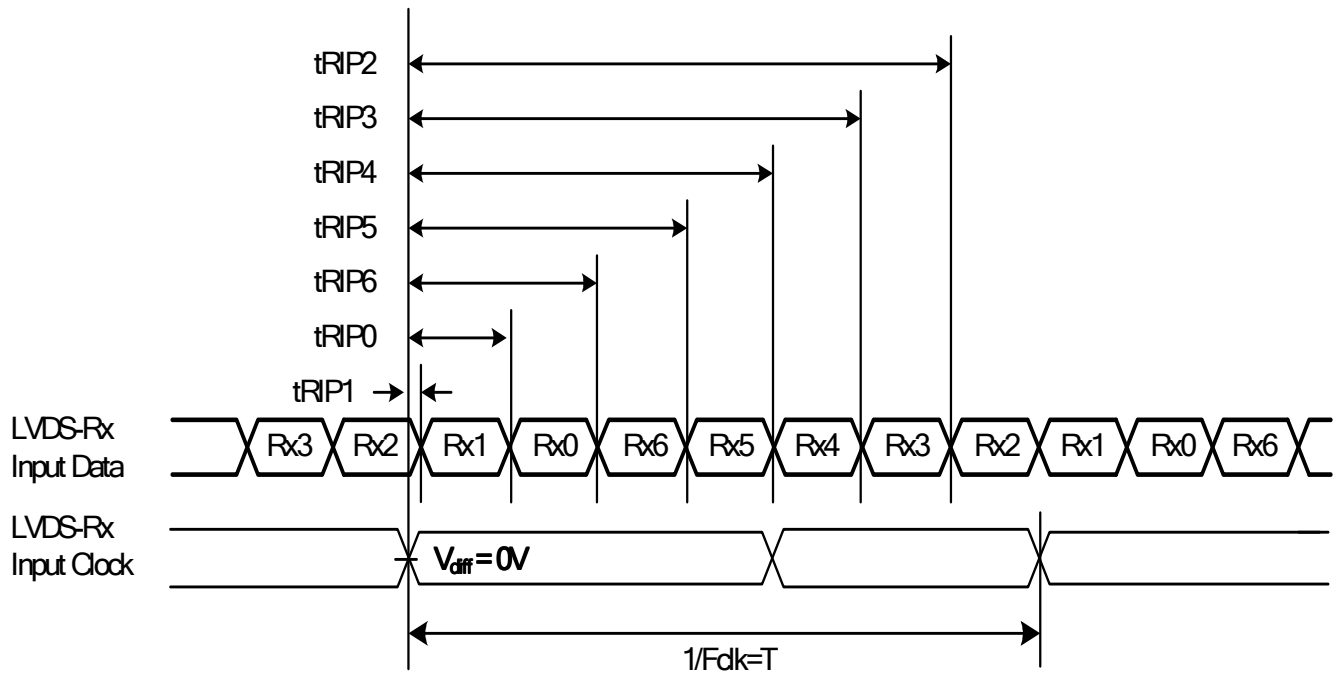 tRIP2
tRIP3
tRIP4
tRIP5
tRIP6
tRIP0
tRIP1
LVDS-Rx
Input Data
Rx3 Rx2 Rx1 Rx0 Rx6 Rx5 Rx4 Rx3 Rx2 Rx1 Rx0 Rx6
LVDS-Rx
Input Clock
Vdiff = 0V
1/Fclk=T